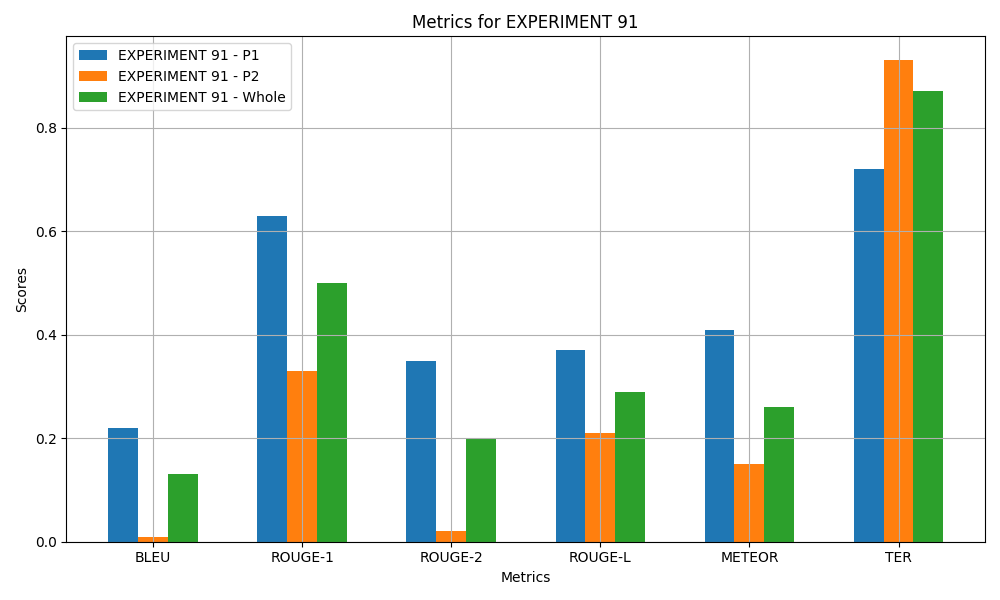 Metrics for EXPERIMENT 91
EXPERIMENT 91 - P1
EXPERIMENT 91 - P2
EXPERIMENT 91 - Whole
Scores
0.8
0.6
0.4
0.2
0.0
BLEU ROUGE-1 ROUGE-2 ROUGE-L METEOR TER
Metrics